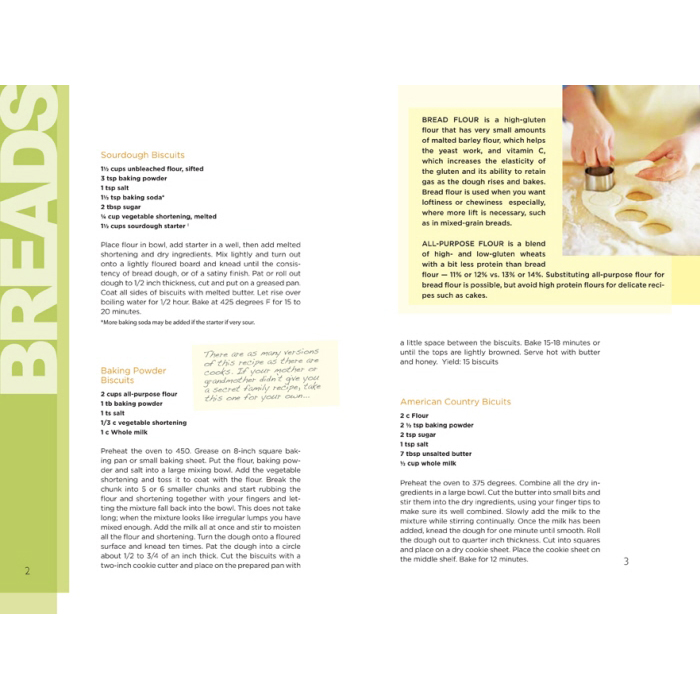 BREADS
Sourdough Biscuits
1½ cups unbleached flour, sifted
3 tsp baking powder
1 tsp salt
1½ tsp baking soda*
2 tbsp sugar
¼ cup vegetable shortening, melted
1½ cups sourdough starter
Place flour in bowl, add starter in a well, then add melted
shortening and dry ingredients. Mix lightly and turn out
onto a lightly floured board and knead until the consis-
tency of bread dough, or of a satiny finish. Pat or roll out
dough to 1/2 inch thickness, cut and put on a greased pan.
Coat all sides of biscuits with melted butter. Let rise over
boiling water for 1/2 hour. Bake at 425 degrees F for 15 to
20 minutes.
*More baking soda may be added if the starter if very sour.
Baking Powder
Biscuits
There are as many versions
of this recipe as there are
cooks. If your mother or
grandmother didn't give you
a secret family recipe, take
this one for your own....
2 cups all-purpose flour
1 tb baking powder
1 ts salt
1/3 c vegetable shortening
1 c Whole milk
Preheat the oven to 450. Grease on 8-inch square bak-
ing pan or small baking sheet. Put the flour, baking pow-
der and salt into a large mixing bowl. Add the vegetable
shortening and toss it to coat with the flour. Break the
chunk into 5 or 6 smaller chunks and start rubbing the
flour and shortening together with your fingers and let-
ting the mixture fall back into the bowl. This does not take
long; when the mixture looks like irregular lumps you have
mixed enough. Add the milk all at once and stir to moisten
all the flour and shortening. Turn the dough onto a floured
surface and knead ten times. Pat the dough into a circle
about 1/2 to 3/4 of an inch thick. Cut the biscuits with a
two-inch cookie cutter and place on the prepared pan with
2
BREAD FLOUR is a high-gluten
flour that has very small amounts
of malted barley flour, which helps
the yeast work, and vitamin C,
which increases the elasticity of
the gluten and its ability to retain
gas as the dough rises and bakes.
Bread flour is used when you want
loftiness or chewiness especially,
where more lift is necessary, such
as in mixed-grain breads.
ALL-PURPOSE FLOUR is a blend
of high- and low-gluten wheats
with a bit less protein than bread
flour — 11% or 12% vs. 13% or 14%. Substituting all-purpose flour for
bread flour is possible, but avoid high protein flours for delicate reci-
pes such as cakes.
a little space between the biscuits. Bake 15-18 minutes or
until the tops are lightly browned. Serve hot with butter
and honey. Yield: 15 biscuits
American Country Bicuits
2 c Flour
2 ½ tsp baking powder
2 tsp sugar
1 tsp salt
7 tbsp unsalted butter
½ cup whole milk
Preheat the oven to 375 degrees. Combine all the dry in-
gredients in a large bowl. Cut the butter into small bits and
stir them into the dry ingredients, using your finger tips to
make sure its well combined. Slowly add the milk to the
mixture while stirring continually. Once the milk has been
added, knead the dough for one minute until smooth. Roll
the dough out to quarter inch thickness. Cut into squares
and place on a dry cookie sheet. Place the cookie sheet on
the middle shelf. Bake for 12 minutes.
3